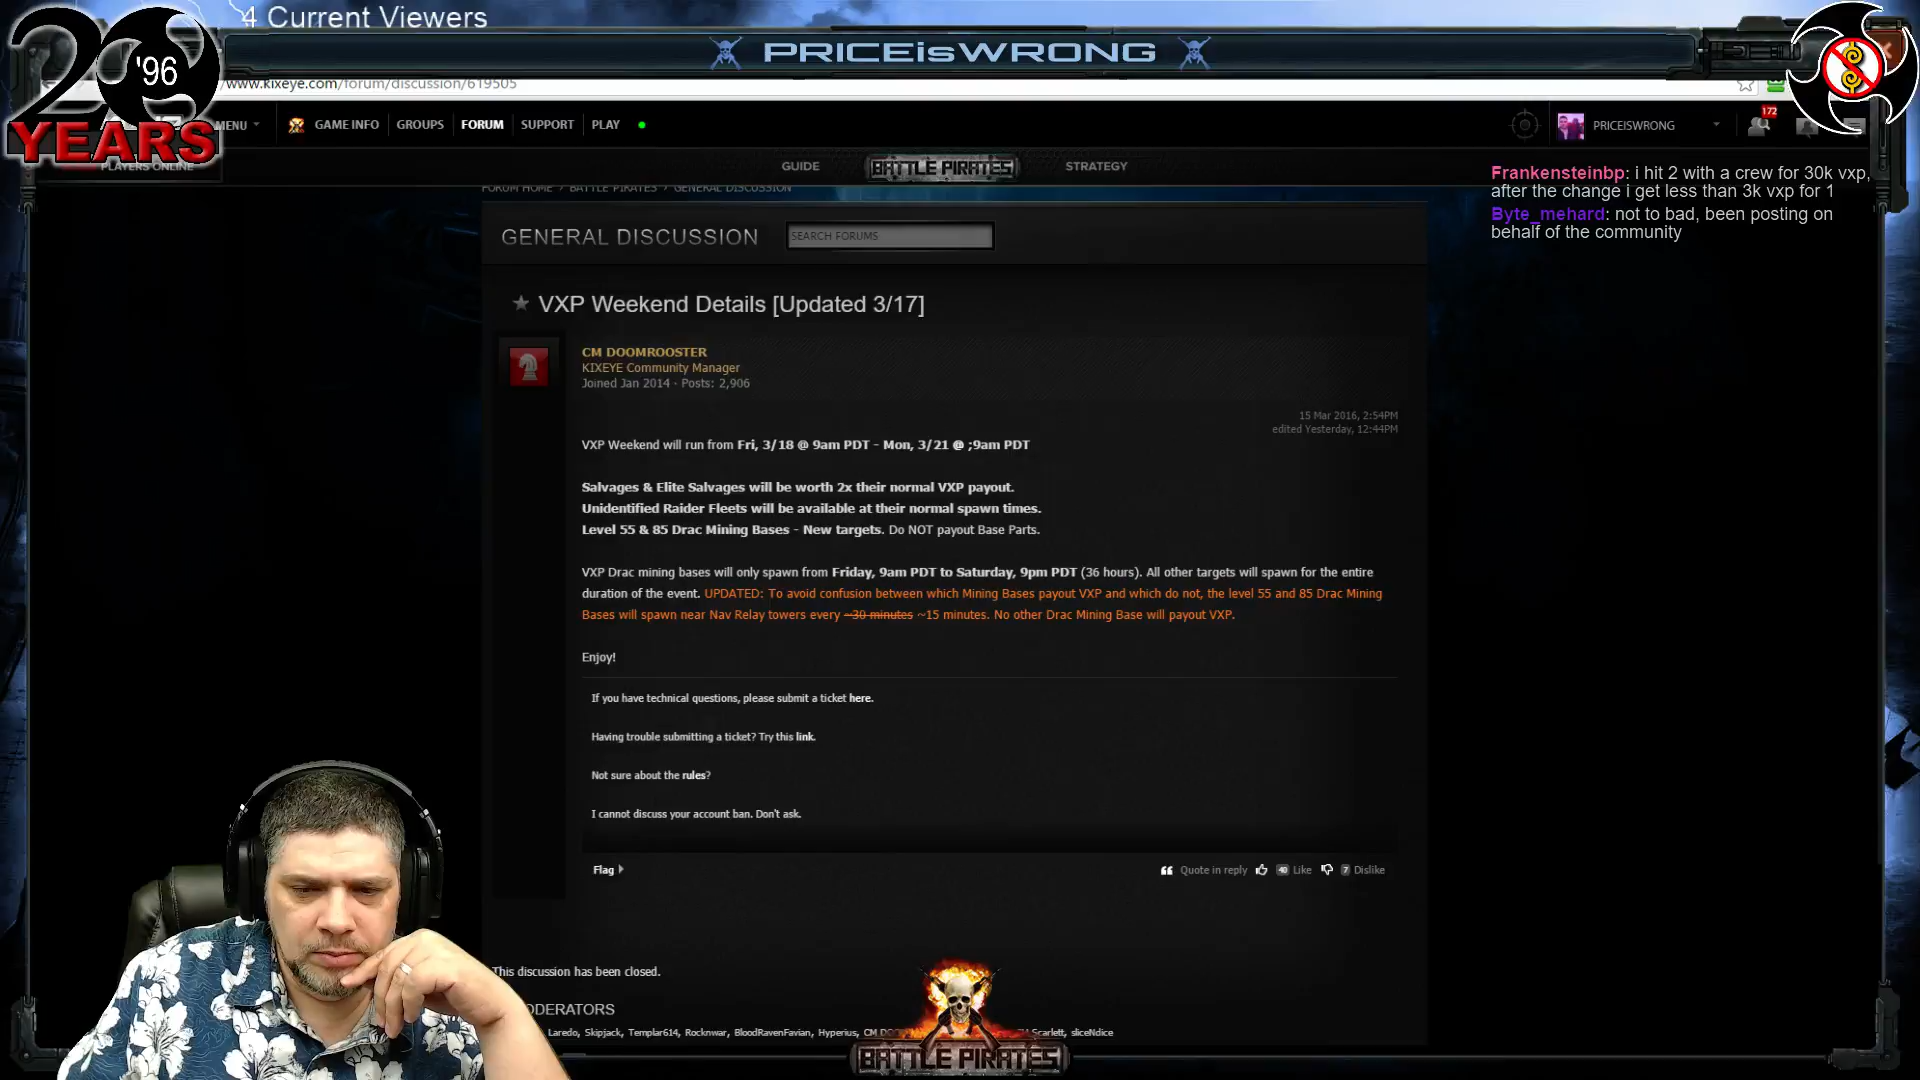 4 Current Viewers
20 '96
YEARS
PRICEisWRONG
www.kixeye.com/forum/discussion/619505
MENU
GAME INFO
GROUPS
FORUM
SUPPORT
PLAY
PRICEISWRONG
172
PLAYERS ONLINE
GUIDE
BATTLE PIRATES
STRATEGY
FORUM HOME > BATTLE PIRATES > GENERAL DISCUSSION
Frankensteinbp: i hit 2 with a crew for 30k vxp,
after the change i get less than 3k vxp for 1
Byte_mehard: not to bad, been posting on
behalf of the community
GENERAL DISCUSSION
SEARCH FORUMS
VXP Weekend Details [Updated 3/17]
CM DOOMROOSTER
KIXEYE Community Manager
Joined Jan 2014 · Posts: 2,906
15 Mar 2016, 2:54PM
edited Yesterday, 12:44PM
VXP Weekend will run from Fri, 3/18 @ 9am PDT - Mon, 3/21 @ ;9am PDT
Salvages & Elite Salvages will be worth 2x their normal VXP payout.
Unidentified Raider Fleets will be available at their normal spawn times.
Level 55 & 85 Drac Mining Bases - New targets. Do NOT payout Base Parts.
VXP Drac mining bases will only spawn from Friday, 9am PDT to Saturday, 9pm PDT (36 hours). All other targets will spawn for the entire
duration of the event. UPDATED: To avoid confusion between which Mining Bases payout VXP and which do not, the level 55 and 85 Drac Mining
Bases will spawn near Nav Relay towers every ~30 minutes ~15 minutes. No other Drac Mining Base will payout VXP.
Enjoy!
If you have technical questions, please submit a ticket here.
Having trouble submitting a ticket? Try this link.
Not sure about the rules?
I cannot discuss your account ban. Don't ask.
Flag
Quote in reply
40 Like
7 Dislike
This discussion has been closed.
ODERATORS
Laredo, Skipjack, Templar614, Rocknwar, BloodRavenFavian, Hyperius, CM Scarlett, sliceNdice
BATTLE PIRATES